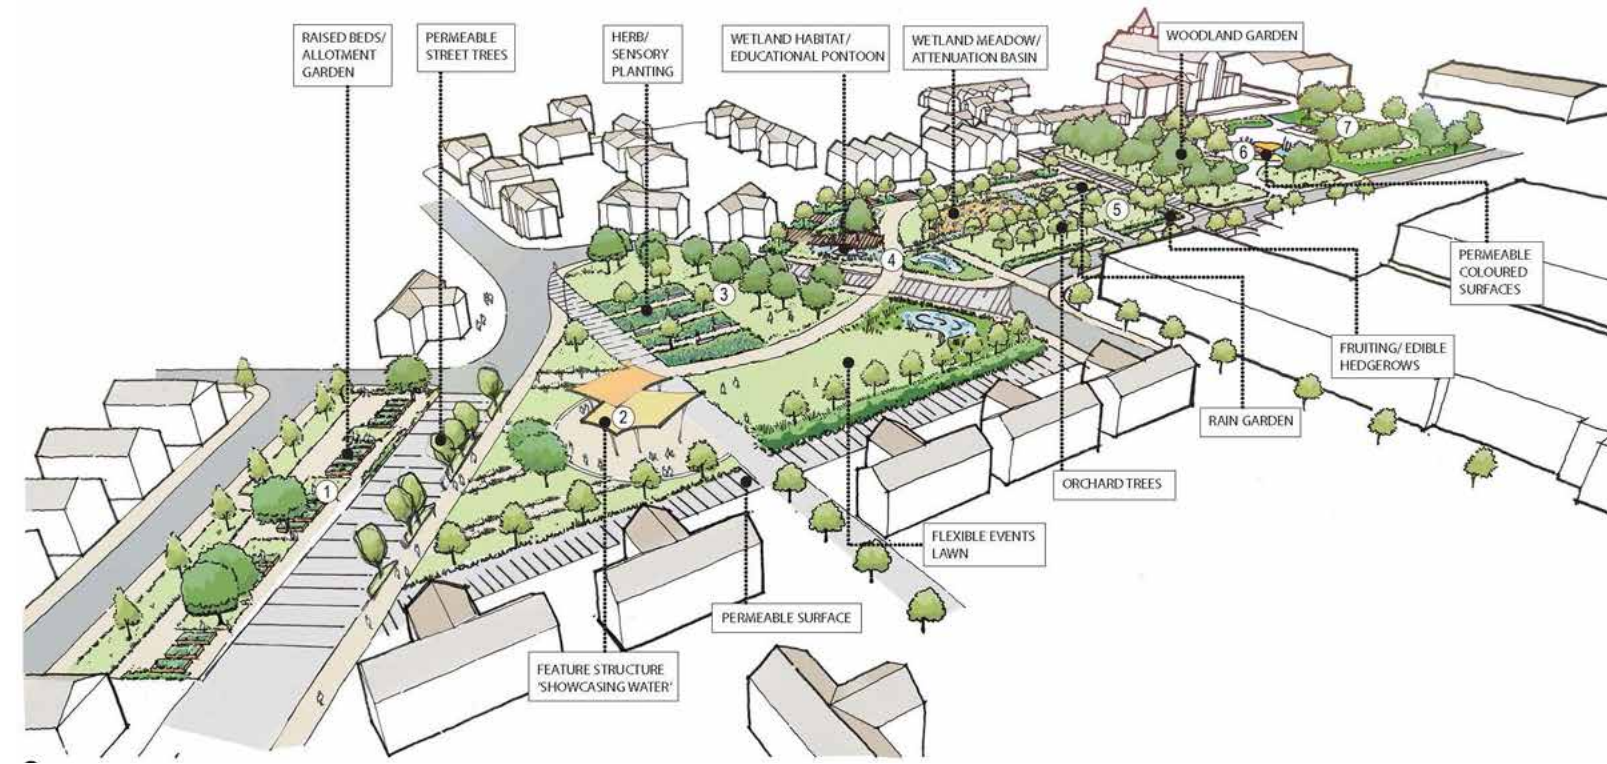 RAISED BEDS/
ALLOTMENT
GARDEN
PERMEABLE
STREET TREES
HERB/
SENSORY
PLANTING
WETLAND HABITAT/
EDUCATIONAL PONTOON
WETLAND MEADOW/
ATTENUATION BASIN
WOODLAND GARDEN
7
6
5
4
3
2
1
PERMEABLE
COLOURED
SURFACES
FRUITING/ EDIBLE
HEDGEROWS
RAIN GARDEN
ORCHARD TREES
FLEXIBLE EVENTS
LAWN
PERMEABLE SURFACE
FEATURE STRUCTURE
'SHOWCASING WATER'